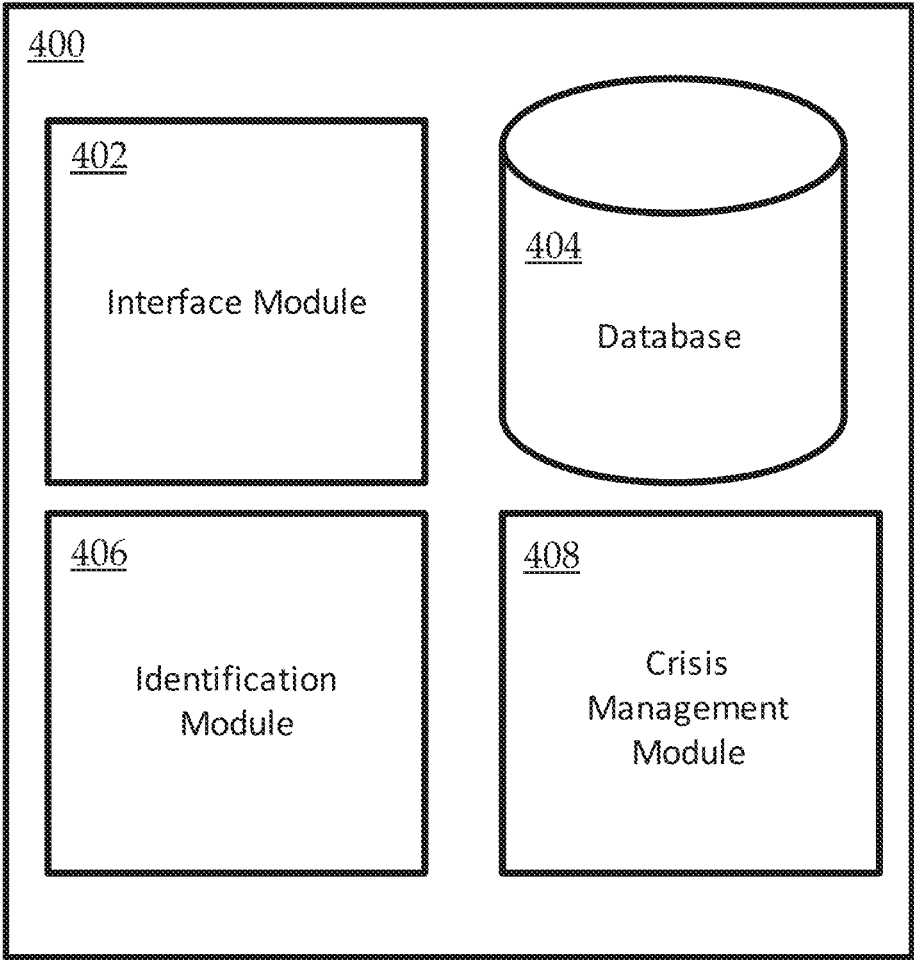 400
402
Interface Module
404
Database
406
Identification
Module
408
Crisis
Management
Module